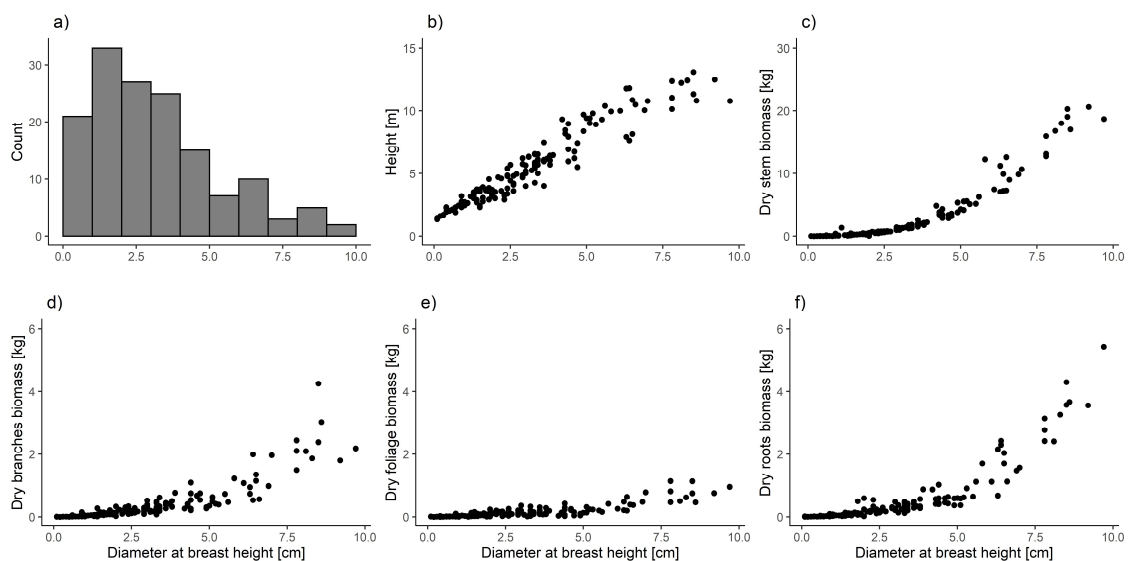 a)
Count
30
20
10
0
0.0 2.5 5.0 7.5 10.0
b)
Height [m]
15
10
5
0
0.0 2.5 5.0 7.5 10.0
c)
Dry stem biomass [kg]
30
20
10
0
0.0 2.5 5.0 7.5 10.0
d)
Dry branches biomass [kg]
6
4
2
0
0.0 2.5 5.0 7.5 10.0
Diameter at breast height [cm]
e)
Dry foliage biomass [kg]
6
4
2
0
0.0 2.5 5.0 7.5 10.0
Diameter at breast height [cm]
f)
Dry roots biomass [kg]
6
4
2
0
0.0 2.5 5.0 7.5 10.0
Diameter at breast height [cm]